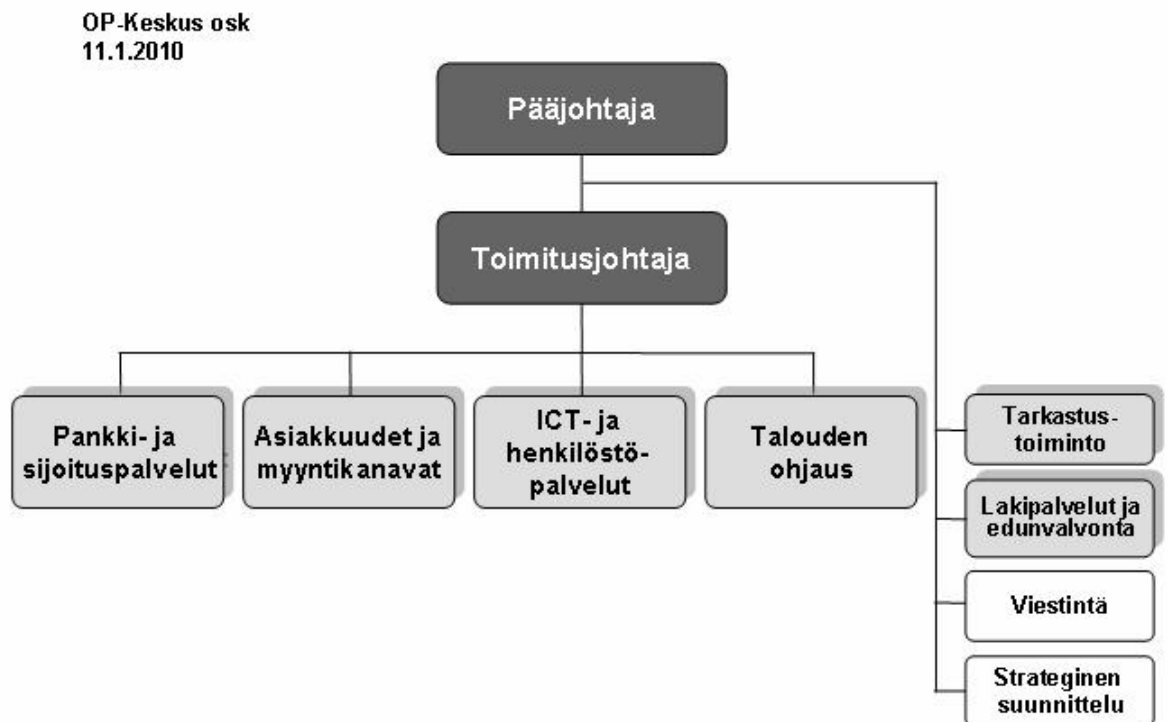 OP-Keskus osk
11.1.2010
Pääjohtaja
Toimitusjohtaja
Pankki- ja
sijoituspalvelut
Asiakkuudet ja
myyntikanavat
ICT- ja
henkilöstö-
palvelut
Talouden
ohjaus
Tarkastus-
toiminto
Lakipalvelut ja
edunvalvonta
Viestintä
Strateginen
suunnittelu